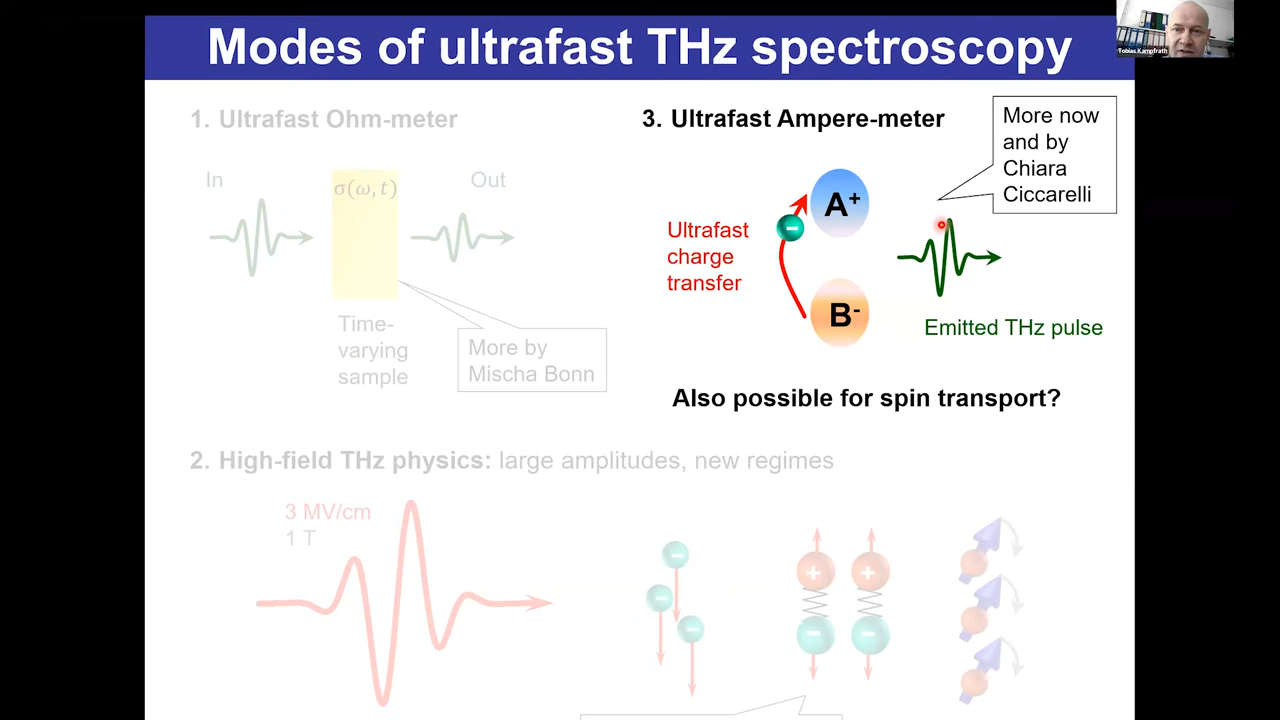 Modes of ultrafast THz spectroscopy
Tobias Kampfrath
1. Ultrafast Ohm-meter
In
σ(ω, t)
Out
Time-
varying
sample
More by
Mischa Bonn
3. Ultrafast Ampere-meter
More now
and by
Chiara
Ciccarelli
Ultrafast
charge
transfer
A+
-
B-
Emitted THz pulse
Also possible for spin transport?
2. High-field THz physics: large amplitudes, new regimes
3 MV/cm
1 T
-
-
-
+
+
-
-